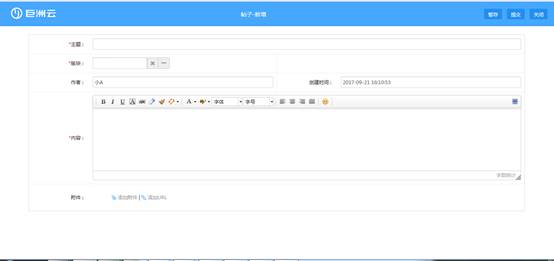 巨洲云
帖子-新增
暂存 提交 关闭
*主题：
*版块：
作者： 小A 创建时间： 2017-09-21 16:10:53
B I U A ABC A 字体 字号
*内容：
字数统计
附件： 添加附件 | 添加URL